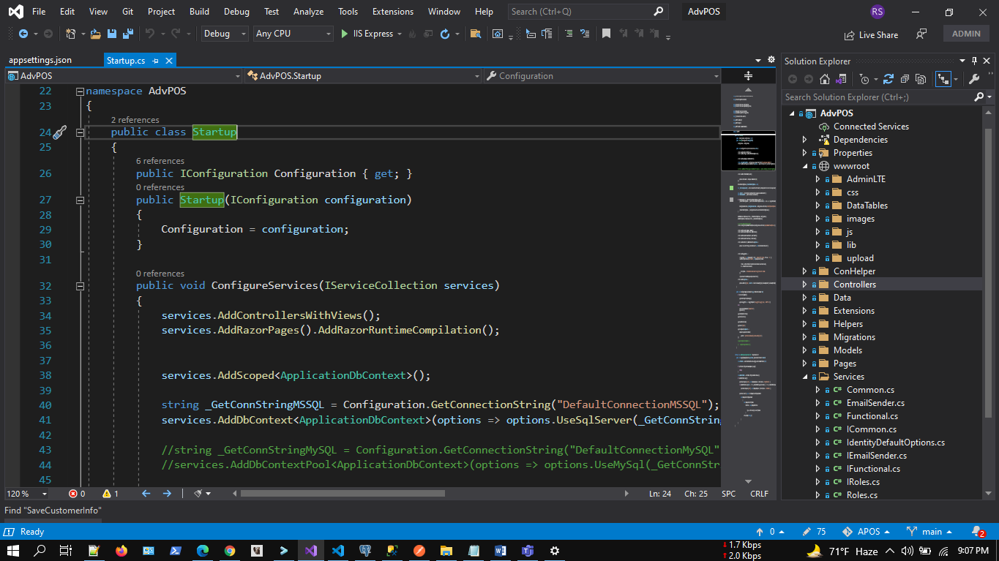 File Edit View Git Project Build Debug Test Analyze Tools Extensions Window Help Search (Ctrl+Q) AdvPOS RS
Debug Any CPU IIS Express Live Share ADMIN
appsettings.json Startup.cs
AdvPOS AdvPOS.Startup Configuration
22 namespace AdvPOS
23 {
2 references
24 public class Startup
25 {
6 references
26 public IConfiguration Configuration { get; }
0 references
27 public Startup(IConfiguration configuration)
28 {
29 Configuration = configuration;
30 }
31
0 references
32 public void ConfigureServices(IServiceCollection services)
33 {
34 services.AddControllersWithViews();
35 services.AddRazorPages().AddRazorRuntimeCompilation();
36
37
38 services.AddScoped<ApplicationDbContext>();
39
40 string _GetConnStringMSSQL = Configuration.GetConnectionString("DefaultConnectionMSSQL");
41 services.AddDbContext<ApplicationDbContext>(options => options.UseSqlServer(_GetConnString
42
43 //string _GetConnStringMySQL = Configuration.GetConnectionString("DefaultConnectionMySQL"
44 //services.AddDbContextPool<ApplicationDbContext>(options => options.UseMySql(_GetConnStr
45
120 % 0 1 Ln: 24 Ch: 25 SPC CRLF
Solution Explorer
Search Solution Explorer (Ctrl+;)
AdvPOS
Connected Services
Dependencies
Properties
wwwroot
AdminLTE
css
DataTables
images
js
lib
upload
ConHelper
Controllers
Data
Extensions
Helpers
Migrations
Models
Pages
Services
C# Common.cs
C# EmailSender.cs
C# Functional.cs
C# ICommon.cs
C# IdentityDefaultOptions.cs
C# IEmailSender.cs
C# IFunctional.cs
C# IRoles.cs
C# Roles.cs
Find "SaveCustomerInfo"
Ready 0 75 APOS main 2
1.7 Kbps
2.0 Kbps
71°F Haze 9:07 PM